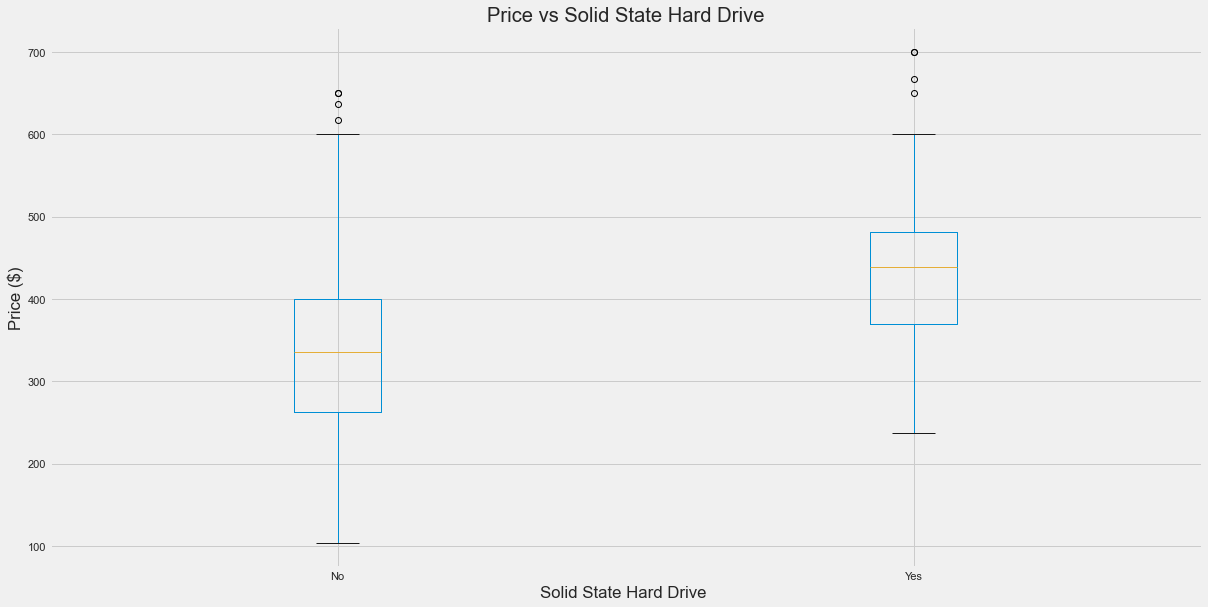 Price vs Solid State Hard Drive
Price ($)
700
600
500
400
300
200
100
No
Yes
Solid State Hard Drive